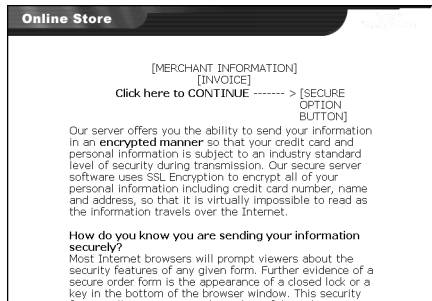 Online Store
[MERCHANT INFORMATION]
[INVOICE]
Click here to CONTINUE ------- > [SECURE
OPTION
BUTTON]
Our server offers you the ability to send your information
in an encrypted manner so that your credit card and
personal information is subject to an industry standard
level of security during transmission. Our secure server
software uses SSL Encryption to encrypt all of your
personal information including credit card number, name
and address, so that it is virtually impossible to read as
the information travels over the Internet.
How do you know you are sending your information
securely?
Most Internet browsers will prompt viewers about the
security features of any given form. Further evidence of a
secure order form is the appearance of a closed lock or a
key in the bottom of the browser window. This security